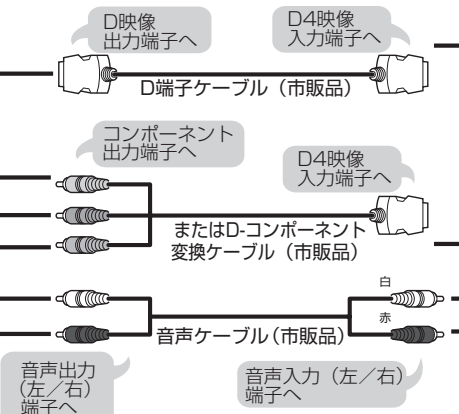 D映像
出力端子へ
D4映像
入力端子へ
D端子ケーブル（市販品）
コンポーネント
出力端子へ
D4映像
入力端子へ
またはD-コンポーネント
変換ケーブル（市販品）
白
赤
音声ケーブル（市販品）
音声出力
（左／右）
端子へ
音声入力（左／右）
端子へ